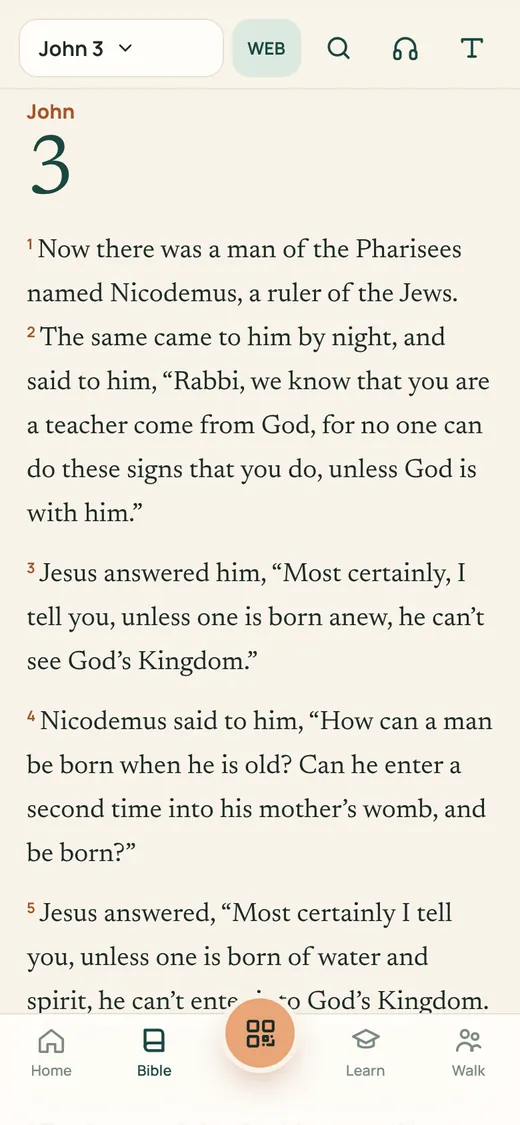 John 3
WEB
John
3
1 Now there was a man of the Pharisees
named Nicodemus, a ruler of the Jews.
2 The same came to him by night, and
said to him, “Rabbi, we know that you are
a teacher come from God, for no one can
do these signs that you do, unless God is
with him.”
3 Jesus answered him, “Most certainly, I
tell you, unless one is born anew, he can’t
see God’s Kingdom.”
4 Nicodemus said to him, “How can a man
be born when he is old? Can he enter a
second time into his mother’s womb, and
be born?”
5 Jesus answered, “Most certainly I tell
you, unless one is born of water and
spirit, he can’t God’s Kingdom.
Home
Bible
Learn
Walk